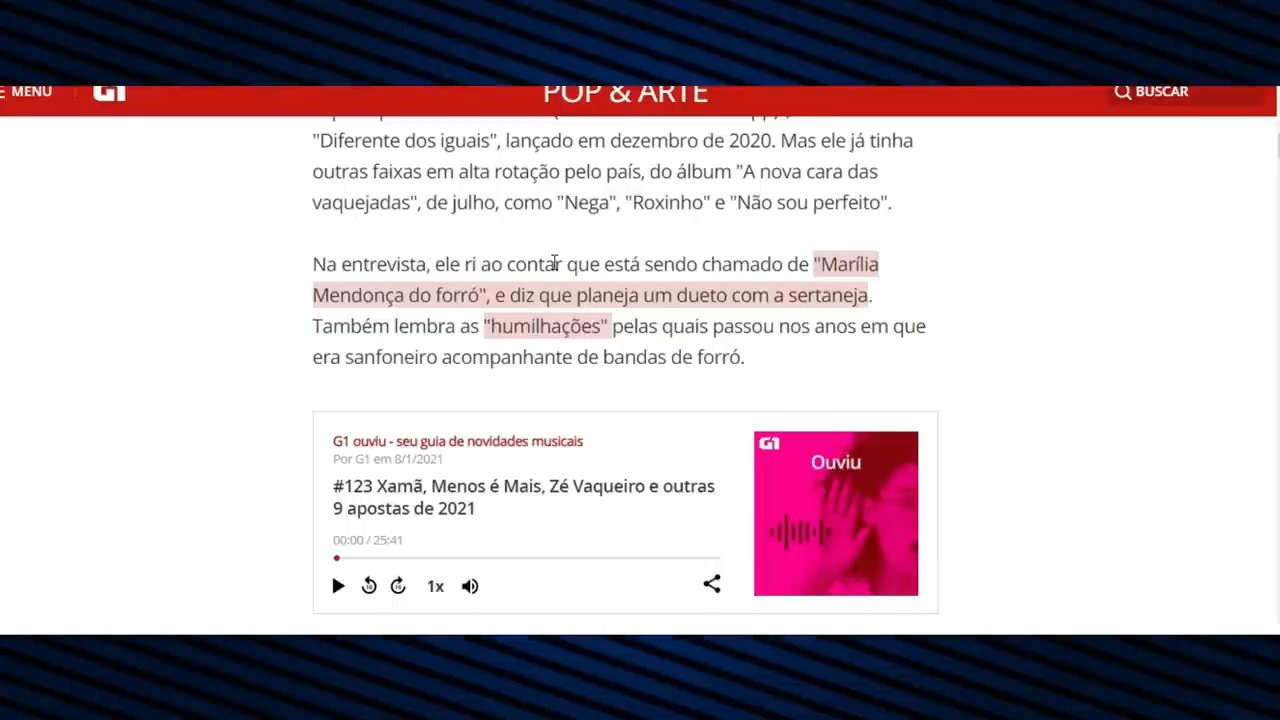 MENU
G1
POP & ARTE
BUSCAR
"Diferente dos iguais", lançado em dezembro de 2020. Mas ele já tinha
outras faixas em alta rotação pelo país, do álbum "A nova cara das
vaquejadas", de julho, como "Nega", "Roxinho" e "Não sou perfeito".
Na entrevista, ele ri ao contar que está sendo chamado de "Marília
Mendonça do forró", e diz que planeja um dueto com a sertaneja.
Também lembra as "humilhações" pelas quais passou nos anos em que
era sanfoneiro acompanhante de bandas de forró.
G1 ouviu - seu guia de novidades musicais
Por G1 em 8/1/2021
#123 Xamã, Menos é Mais, Zé Vaqueiro e outras
9 apostas de 2021
00:00 / 25:41
1x
G1
Ouviu